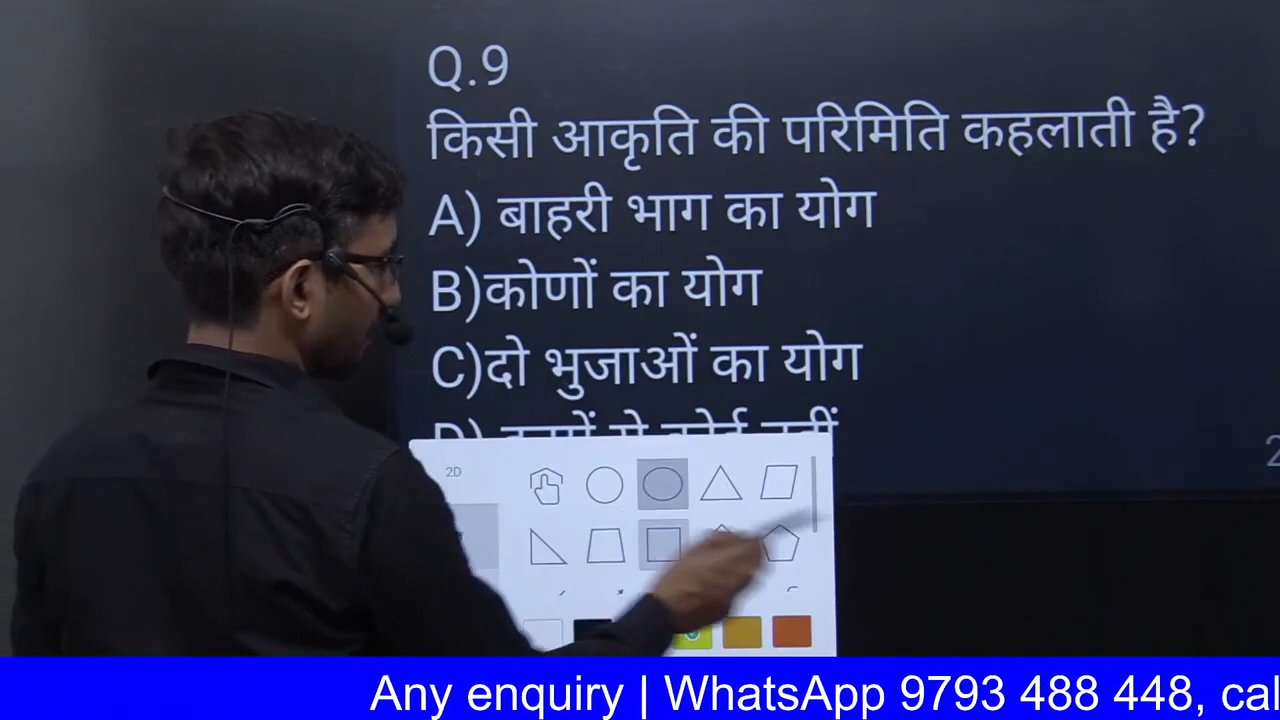 Q.9
किसी आकृति की परिमिति कहलाती है?
A) बाहरी भाग का योग
B)कोणों का योग
C)दो भुजाओं का योग
2D
Any enquiry | WhatsApp 9793 488 448, cal